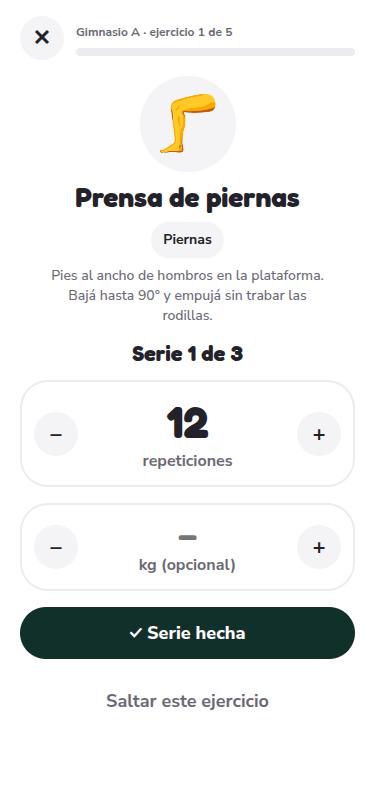 ✕
Gimnasio A · ejercicio 1 de 5
Prensa de piernas
Piernas
Pies al ancho de hombros en la plataforma.
Bajá hasta 90° y empujá sin trabar las
rodillas.
Serie 1 de 3
− 12 +
repeticiones
− – +
kg (opcional)
✓ Serie hecha
Saltar este ejercicio